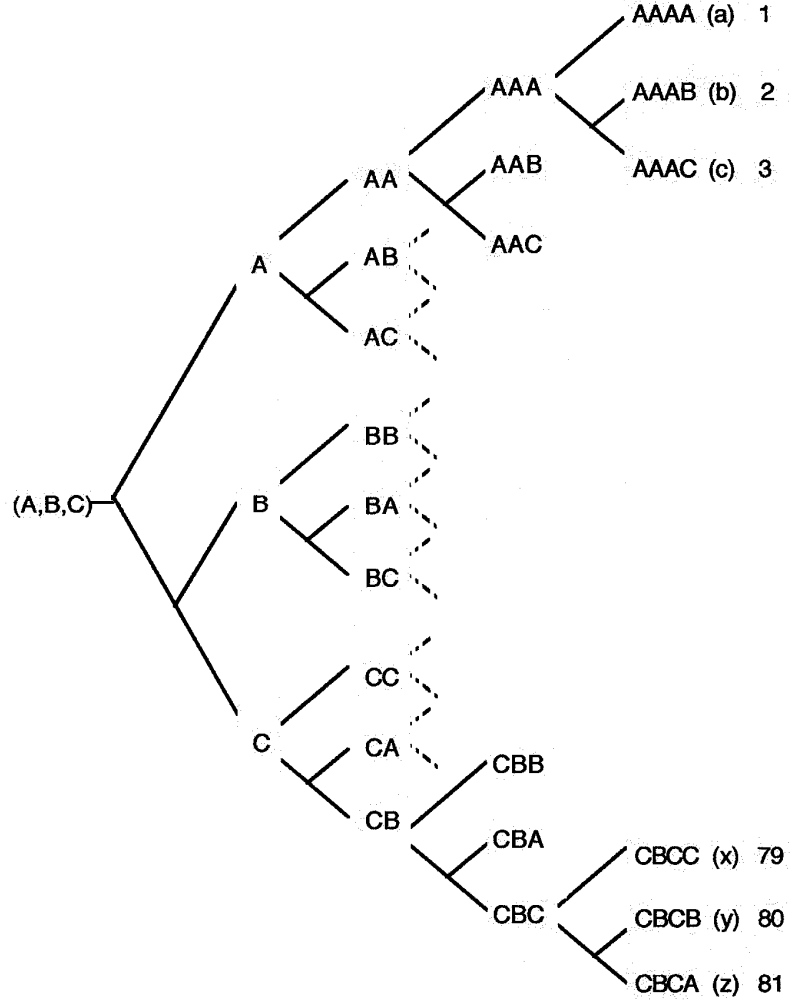 AAAA (a) 1
AAA
AAAB (b) 2
AAB
AA
AAAC (c) 3
AAC
A
AB
AC
BB
(A,B,C)
B
BA
BC
CC
C
CA
CBB
CB
CBA
CBCC (x) 79
CBC
CBCB (y) 80
CBCA (z) 81